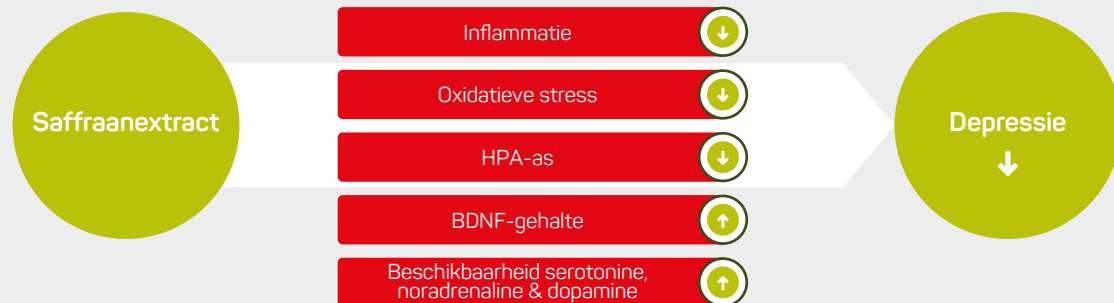 Saffraanextract
Inflammatie
Oxidatieve stress
HPA-as
BDNF-gehalte
Beschikbaarheid serotonine,
noradrenaline & dopamine
Depressie